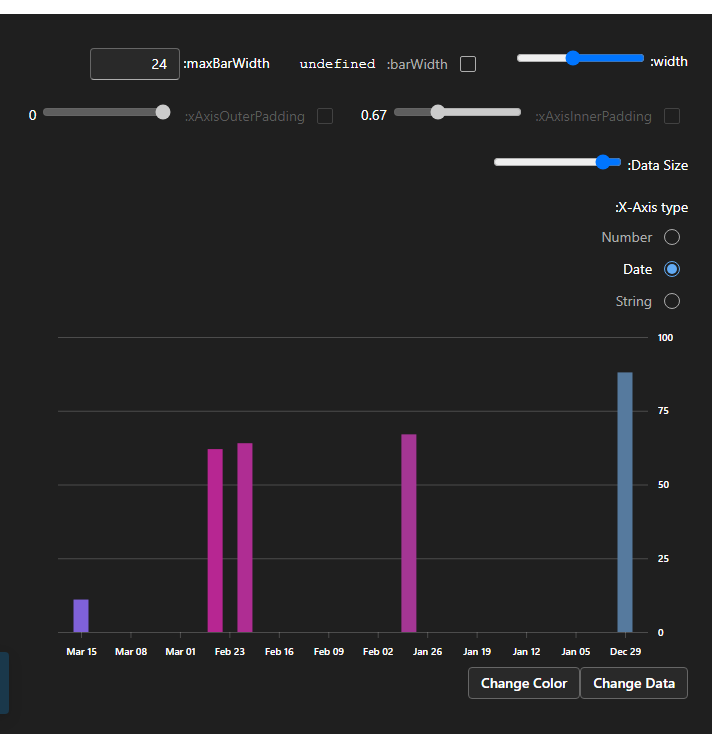 :width
undefined :barWidth
24 :maxBarWidth
:xAxisInnerPadding 0.67
:xAxisOuterPadding 0
:Data Size
:X-Axis type
Number
Date
String
100
75
50
25
0
Mar 15 Mar 08 Mar 01 Feb 23 Feb 16 Feb 09 Feb 02 Jan 26 Jan 19 Jan 12 Jan 05 Dec 29
Change Color Change Data